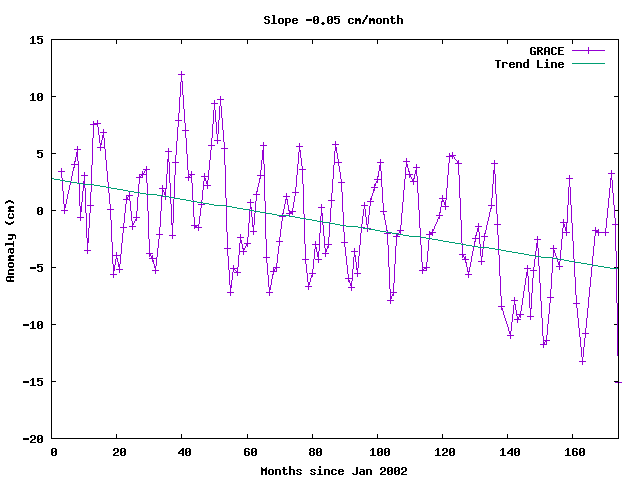 Slope -0.05 cm/month
GRACE
Trend Line
15
10
5
0
-5
-10
-15
-20
Anomaly (cm)
0 20 40 60 80 100 120 140 160
Months since Jan 2002